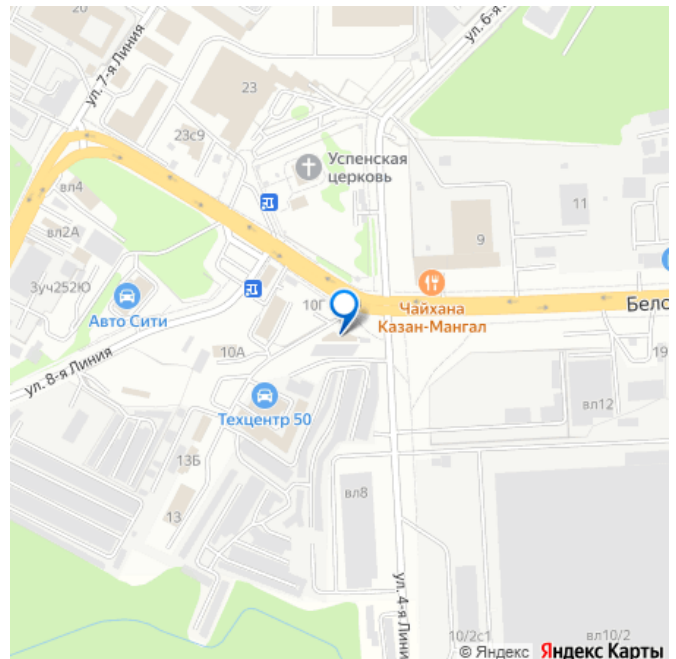 20
ул. 7-я Линия
ул. 6-я
23
23с9
Успенская
церковь
вл4
вл2А
3уч252Ю
11
9
10Г
Чайхана
Казан-Мангал
Бело
Авто Сити
10А
ул. 8-я Линия
19
Техцентр 50
вл12
13Б
13
вл8
ул. 4-я Лини
10/2с1
вл10/2
© Яндекс Яндекс Карты